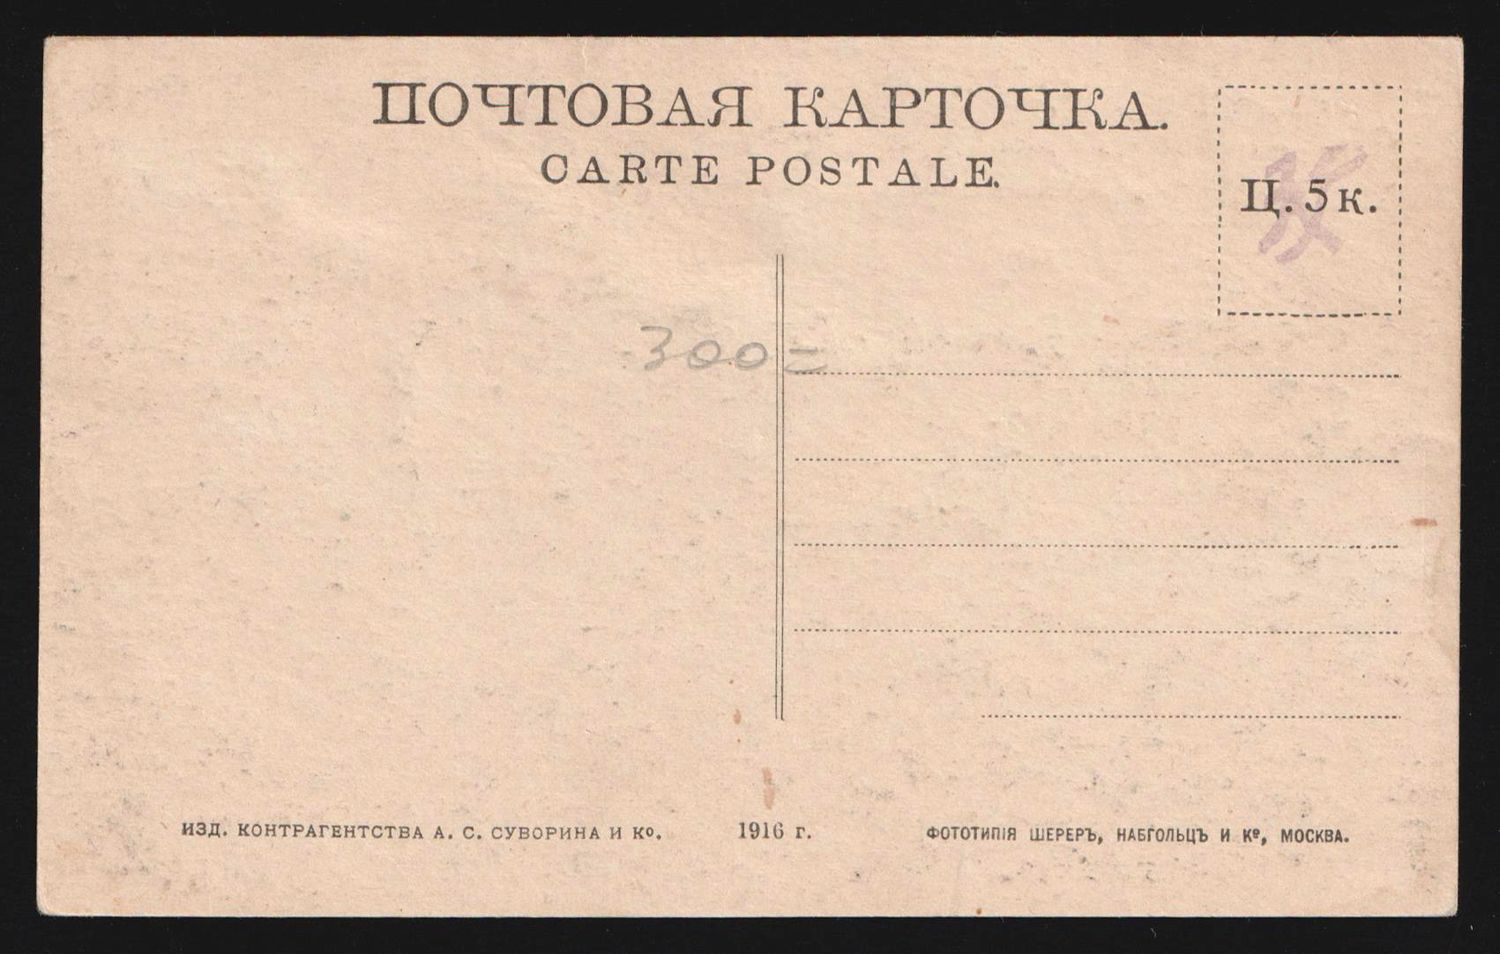 ПОЧТОВАЯ КАРТОЧКА.
CARTE POSTALE.
Ц. 5 к.
300=
ИЗД. КОНТРАГЕНТСТВА А. С. СУВОРИНА И Ко. 1916 г. ФОТОТИПІЯ ШЕРЕРЪ, НАБГОЛЬЦЪ И Ко, МОСКВА.